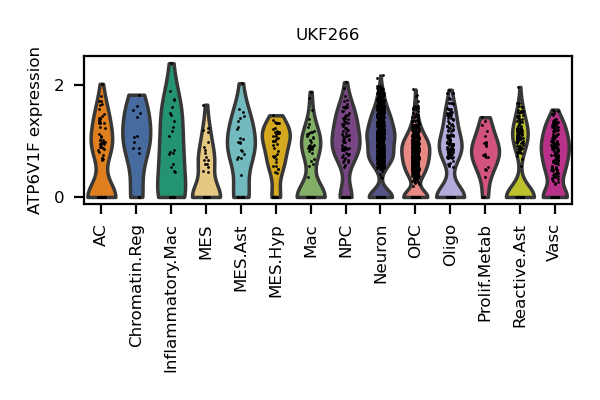 UKF266
ATP6V1F expression
2
0
AC
Chromatin.Reg
Inflammatory.Mac
MES
MES.Ast
MES.Hyp
Mac
NPC
Neuron
OPC
Oligo
Prolif.Metab
Reactive.Ast
Vasc